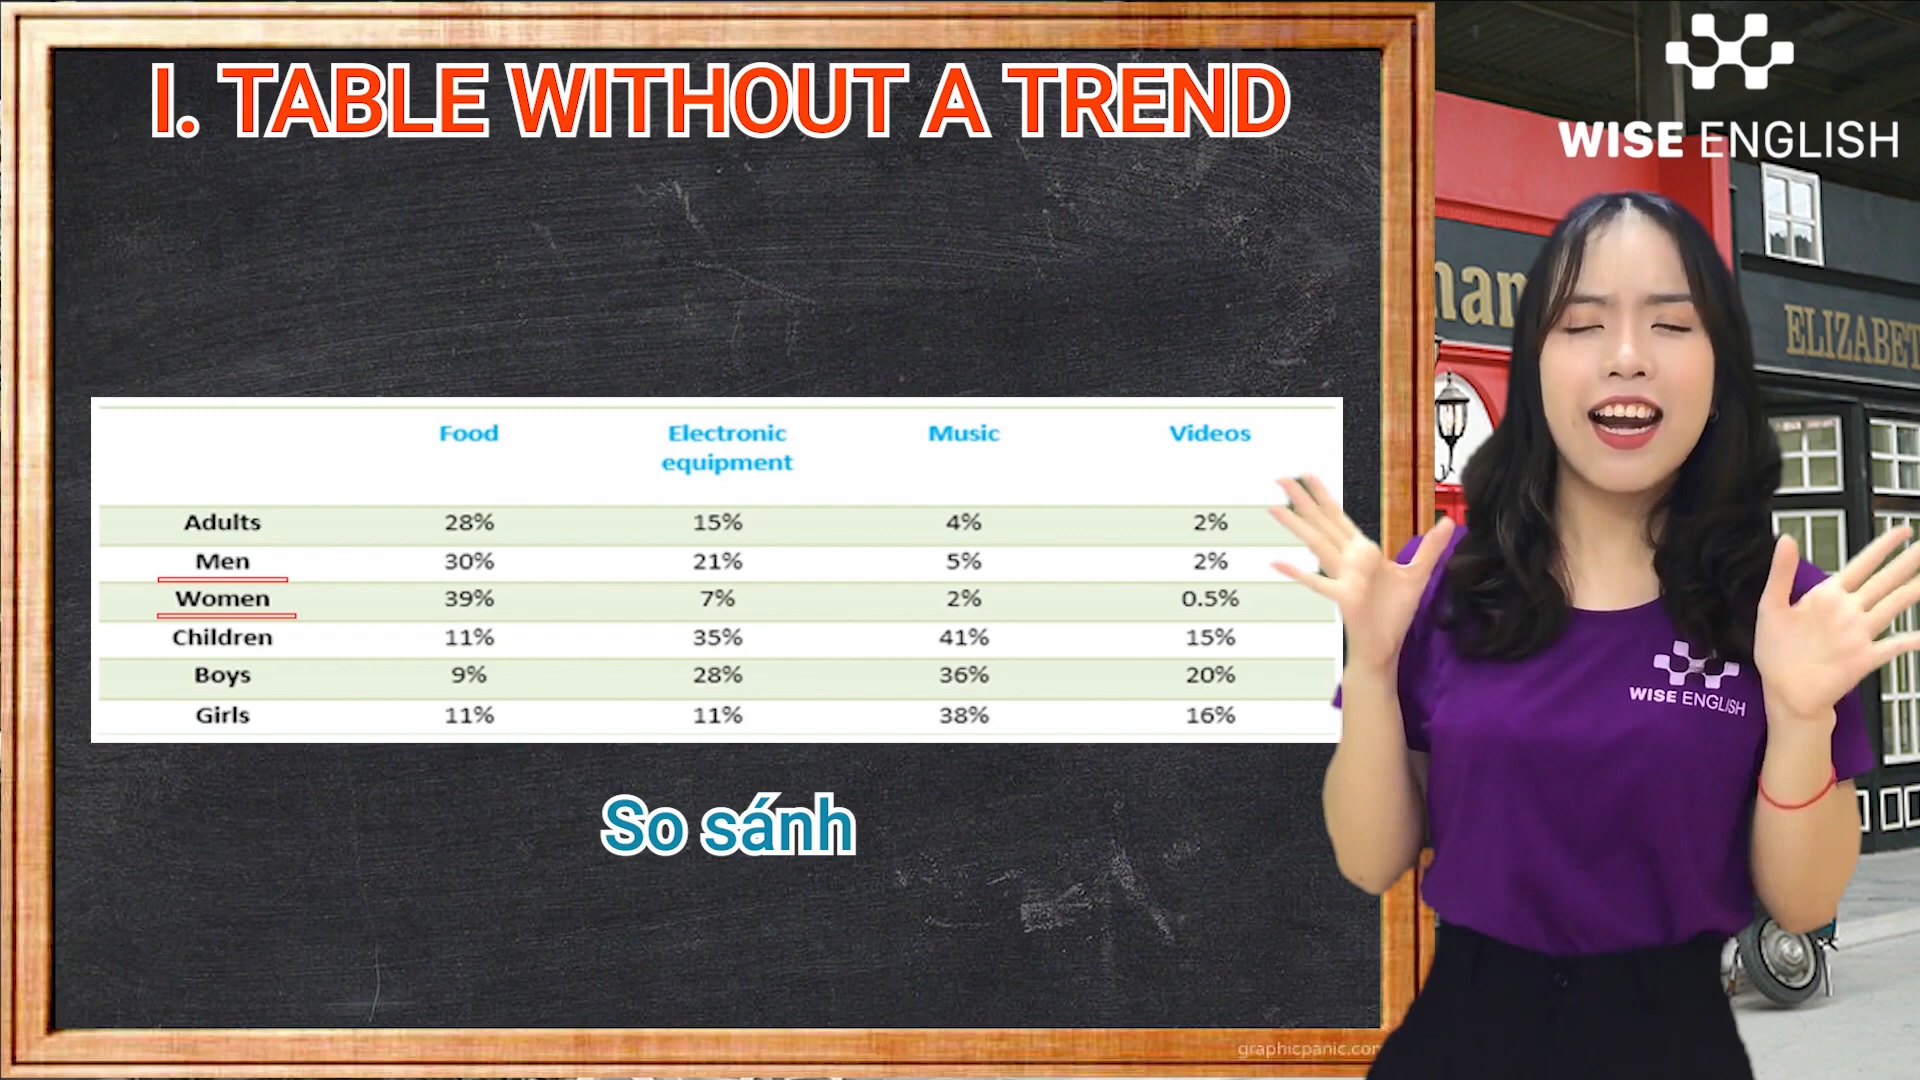 I. TABLE WITHOUT A TREND
WISE ENGLISH
nan
ELIZABET
Food Electronic equipment Music Videos
Adults 28% 15% 4% 2%
Men 30% 21% 5% 2%
Women 39% 7% 2% 0.5%
Children 11% 35% 41% 15%
Boys 9% 28% 36% 20%
Girls 11% 11% 38% 16%
WISE ENGLISH
So sánh
graphicpanic.com